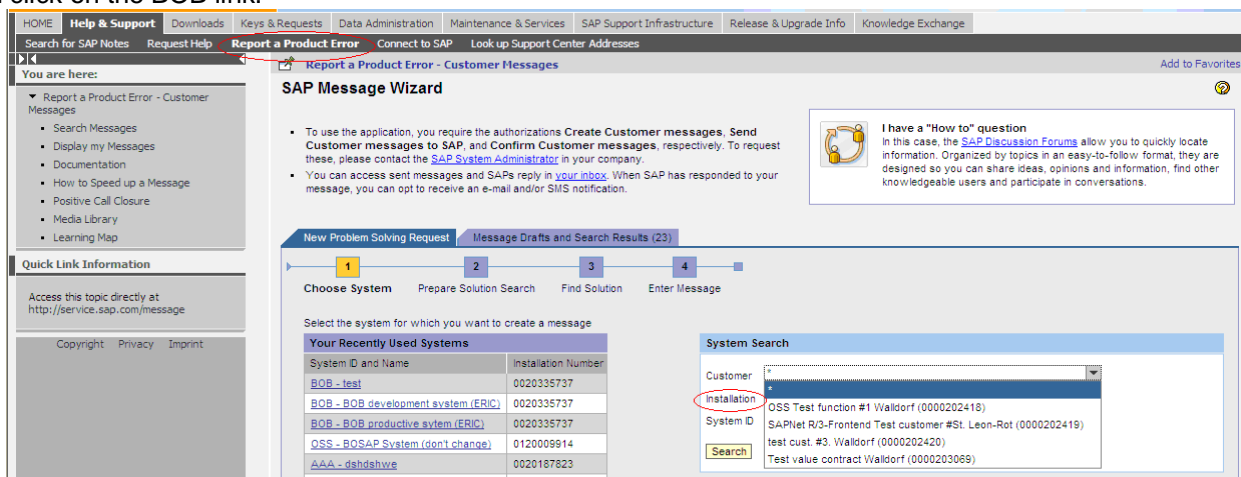 click on the BOB link.
HOME Help & Support Downloads Keys & Requests Data Administration Maintenance & Services SAP Support Infrastructure Release & Upgrade Info Knowledge Exchange
Search for SAP Notes Request Help Report a Product Error Connect to SAP Look up Support Center Addresses
You are here:
Report a Product Error - Customer Messages
Add to Favorites
Report a Product Error - Customer
Messages
Search Messages
Display my Messages
Documentation
How to Speed up a Message
Positive Call Closure
Media Library
Learning Map
Quick Link Information
Access this topic directly at
http://service.sap.com/message
Copyright Privacy Imprint
SAP Message Wizard
To use the application, you require the authorizations Create Customer messages, Send
Customer messages to SAP, and Confirm Customer messages, respectively. To request
these, please contact the SAP System Administrator in your company.
You can access sent messages and SAPs reply in your inbox. When SAP has responded to your
message, you can opt to receive an e-mail and/or SMS notification.
I have a "How to" question
In this case, the SAP Discussion Forums allow you to quickly locate
information. Organized by topics in an easy-to-follow format, they are
designed so you can share ideas, opinions and information, find other
knowledgeable users and participate in conversations.
New Problem Solving Request Message Drafts and Search Results (23)
1 2 3 4
Choose System Prepare Solution Search Find Solution Enter Message
Select the system for which you want to create a message
Your Recently Used Systems
System ID and Name Installation Number
BOB - test 0020335737
BOB - BOB development system (ERIC) 0020335737
BOB - BOB productive sytem (ERIC) 0020335737
OSS - BOSAP System (don't change) 0120009914
AAA - dshdshwe 0020187823
System Search
Customer *
*
Installation
OSS Test function #1 Walldorf (0000202418)
System ID
SAPNet R/3-Frontend Test customer #St. Leon-Rot (0000202419)
test cust. #3. Walldorf (0000202420)
Search
Test value contract Walldorf (0000203069)